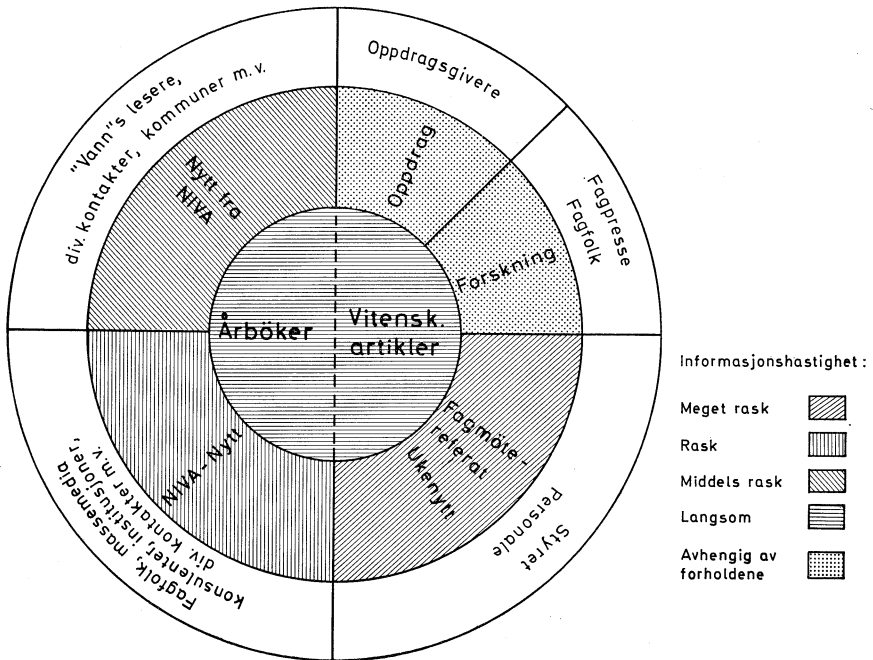 Oppdragsgivere
"Vann"s lesere,
div. kontakter, kommuner m.v.
Fagpresse
Fagfolk
Oppdrag
Nytt fra
NIVA
Forskning
Årböker
Vitensk.
artikler
Fagmöte-
referat
Ukenytt
NIVA-Nytt
Styret
Personale
Fagfolk, massemedia
konsulenter, institusjoner,
div. kontakter m.v.
Informasjonshastighet:
Meget rask
Rask
Middels rask
Langsom
Avhengig av
forholdene